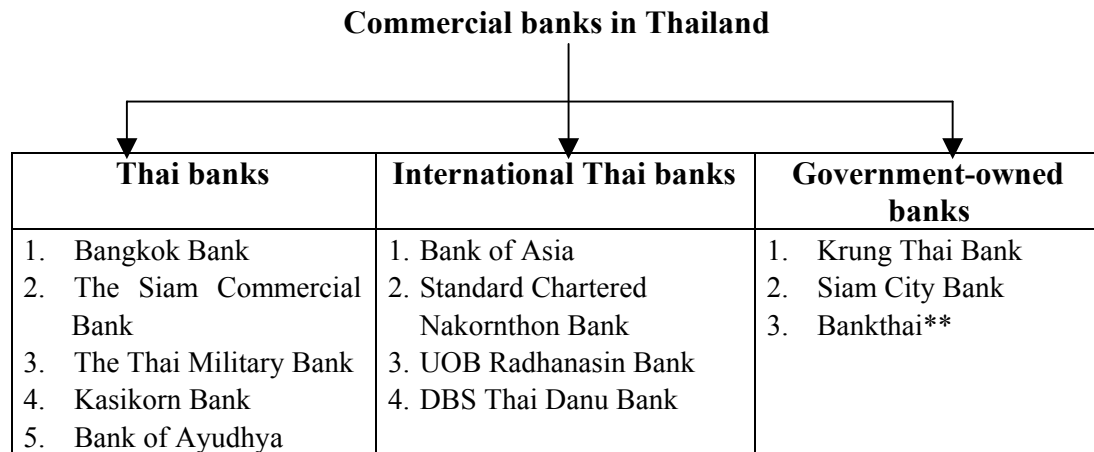 Commercial banks in Thailand
Thai banks
1. Bangkok Bank
2. The Siam Commercial
Bank
3. The Thai Military Bank
4. Kasikorn Bank
5. Bank of Ayudhya
International Thai banks
1. Bank of Asia
2. Standard Chartered
Nakornthon Bank
3. UOB Radhanasin Bank
4. DBS Thai Danu Bank
Government-owned
banks
1. Krung Thai Bank
2. Siam City Bank
3. Bankthai**